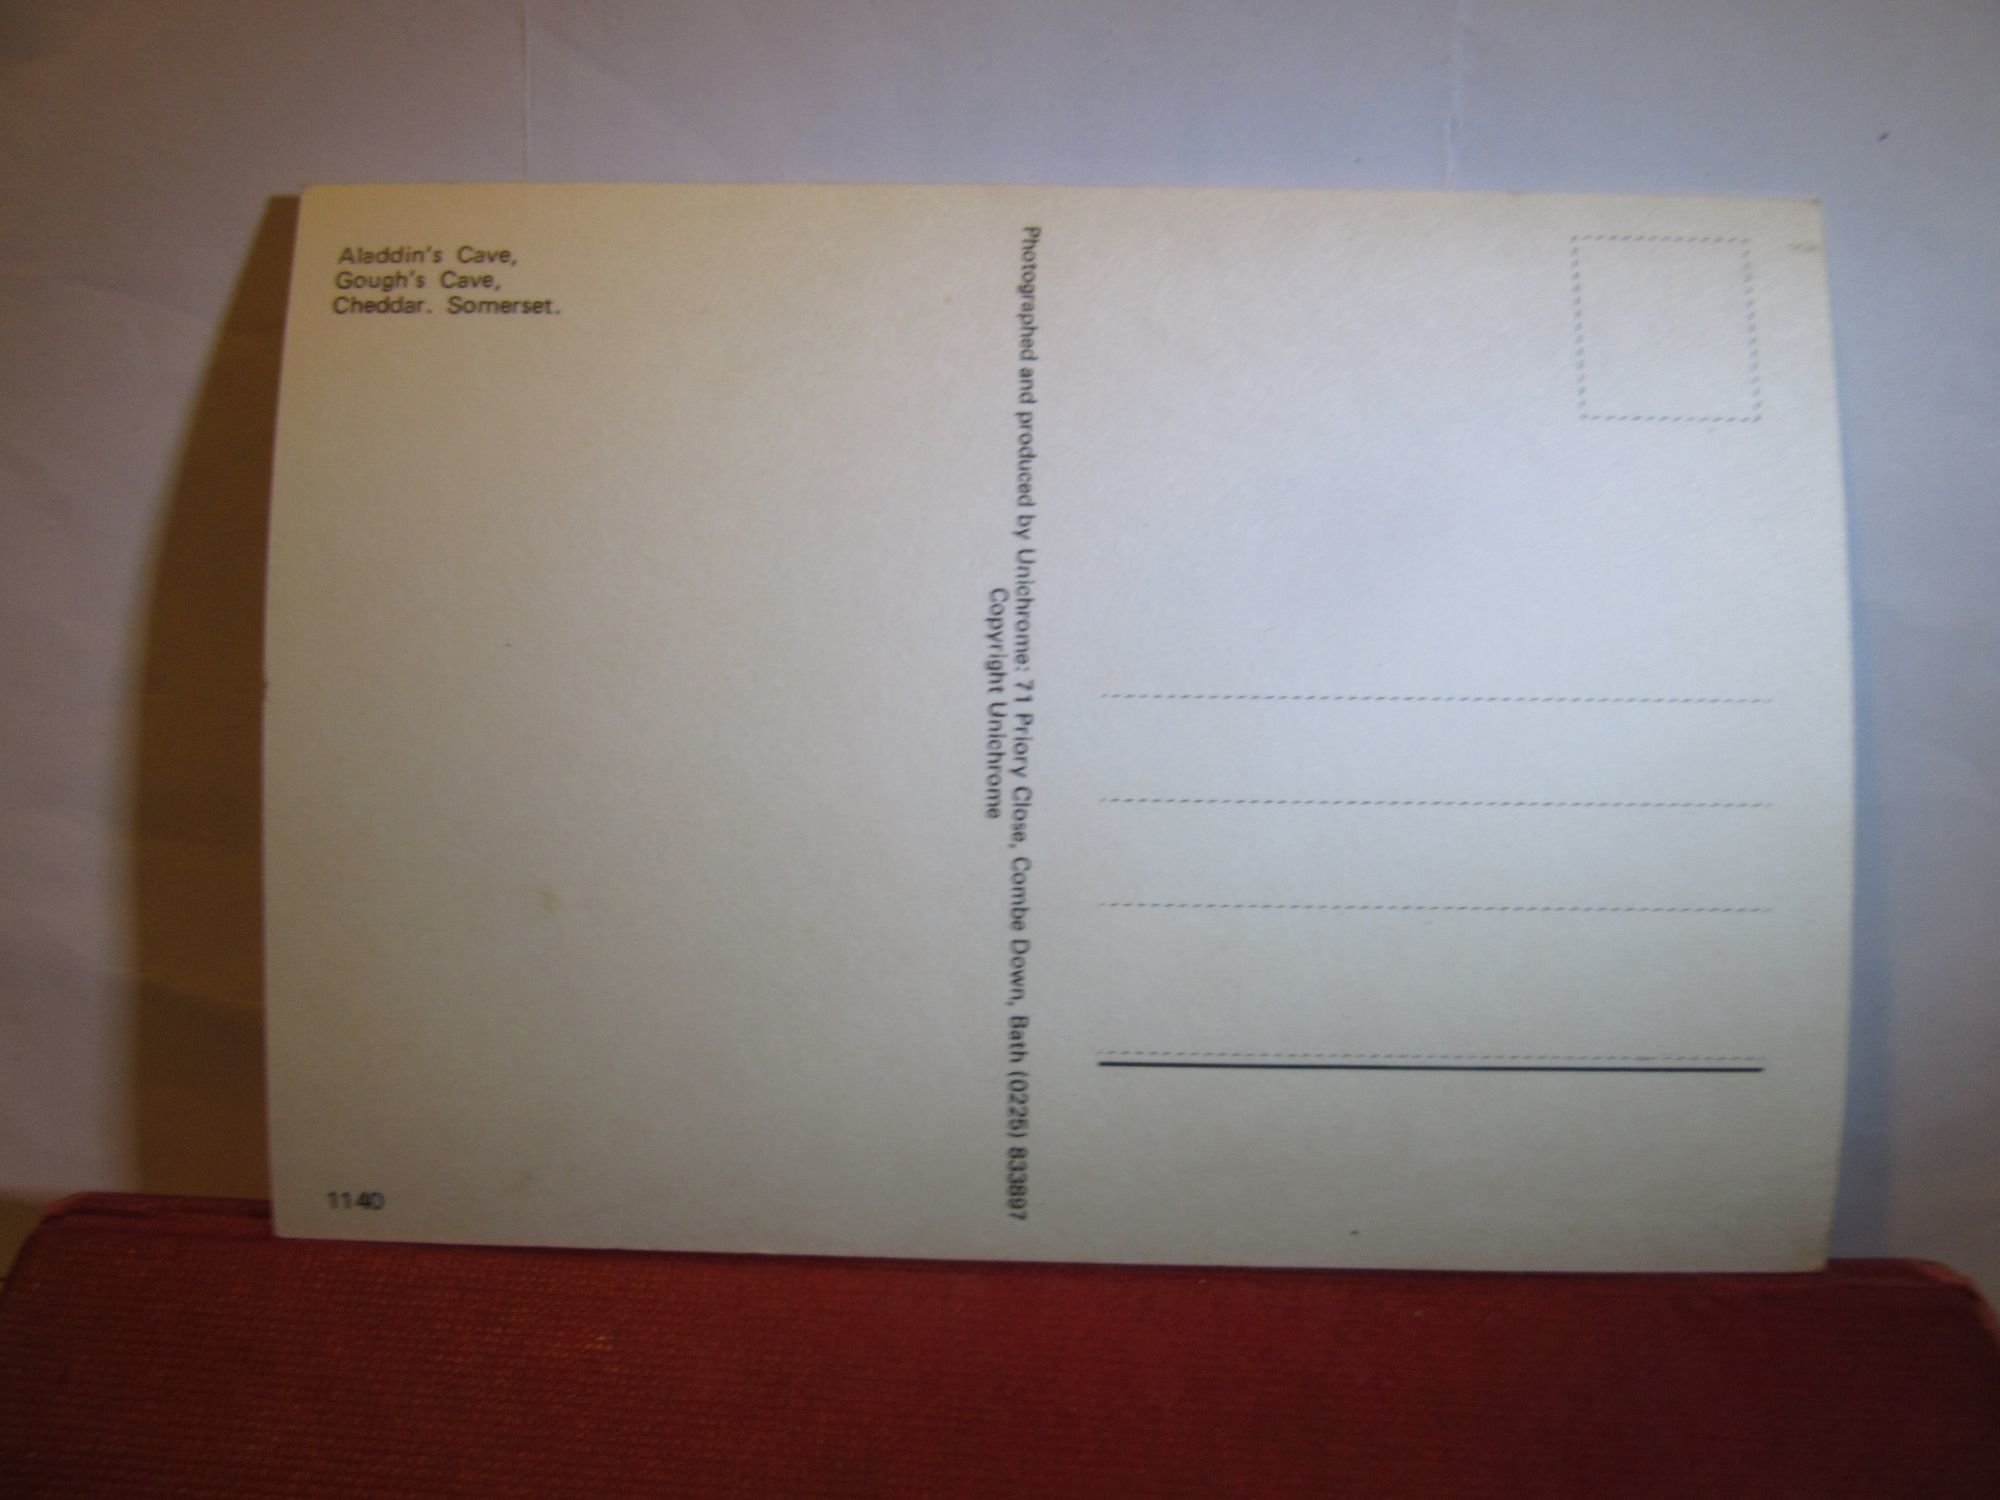 Aladdin's Cave,
Gough's Cave,
Cheddar. Somerset.
Photographed and produced by Unichrome: 71 Priory Close, Combe Down, Bath (0225) 833897
Copyright Unichrome
1140